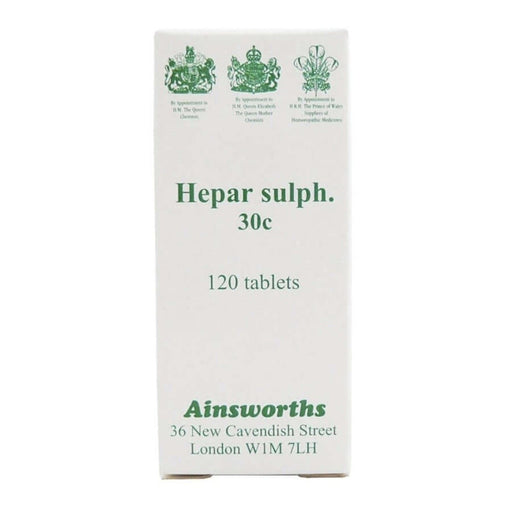 By Appointment to
H.M. The Queen
Chemists
By Appointment to
H.M. Queen Elizabeth
The Queen Mother
Chemist
By Appointment to
H.R.H. The Prince of Wales
Suppliers of
Homoeopathic Medicines
Hepar sulph.
30c
120 tablets
Ainsworths
36 New Cavendish Street
London W1M 7LH